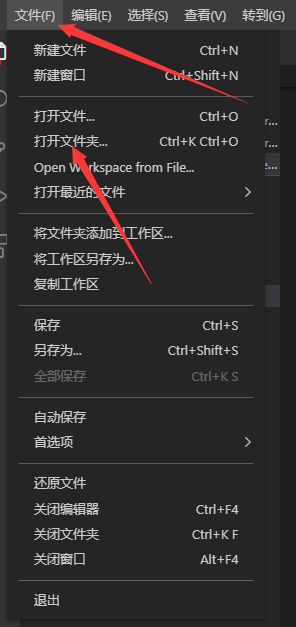 文件(F) 编辑(E) 选择(S) 查看(V) 转到(G)
新建文件 Ctrl+N
新建窗口 Ctrl+Shift+N
打开文件... Ctrl+O
打开文件夹... Ctrl+K Ctrl+O
Open Workspace from File...
打开最近的文件
将文件夹添加到工作区...
将工作区另存为...
复制工作区
保存 Ctrl+S
另存为... Ctrl+Shift+S
全部保存 Ctrl+K S
自动保存
首选项
还原文件
关闭编辑器 Ctrl+F4
关闭文件夹 Ctrl+K F
关闭窗口 Alt+F4
退出